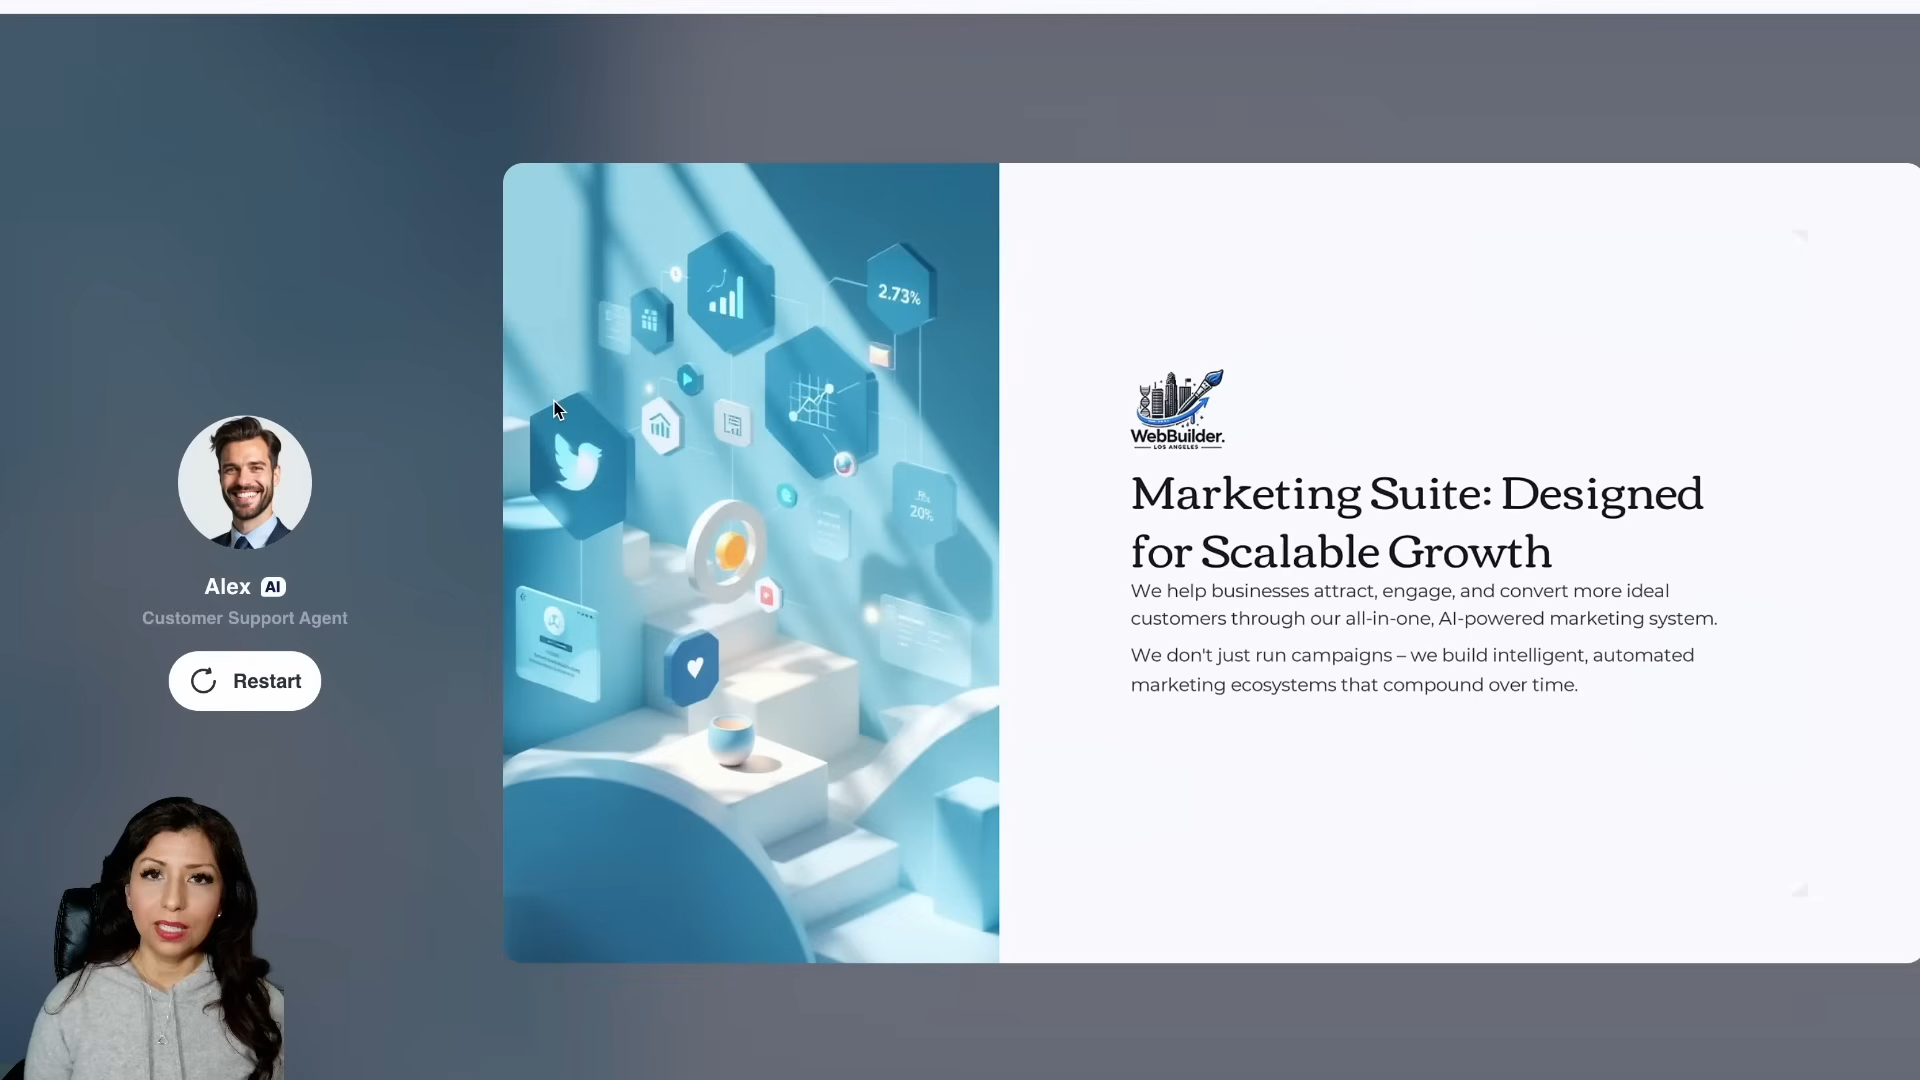 Alex AI
Customer Support Agent
Restart
2.73%
20%
WebBuilder.
LOS ANGELES
Marketing Suite: Designed
for Scalable Growth
We help businesses attract, engage, and convert more ideal
customers through our all-in-one, AI-powered marketing system.
We don't just run campaigns – we build intelligent, automated
marketing ecosystems that compound over time.